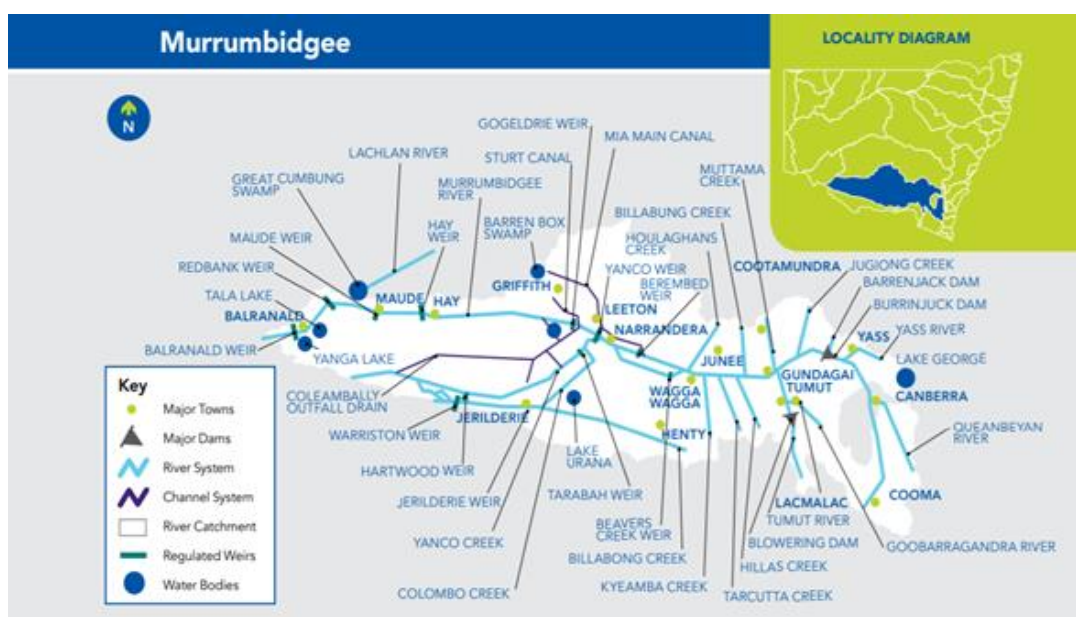 Murrumbidgee
LOCALITY DIAGRAM
N
GOGELDRIE WEIR
MIA MAIN CANAL
LACHLAN RIVER
STURT CANAL
MUTTAMA
CREEK
GREAT CUMBUNG
SWAMP
MURRUMBIDGEE
RIVER
BARREN BOX
SWAMP
BILLABUNG CREEK
MAUDE WEIR
HAY
WEIR
HOULAGHANS
CREEK
REDBANK WEIR
YANCO WEIR
COOTAMUNDRA
JUGIONG CREEK
BEREMBED
WEIR
BARRENJACK DAM
GRIFFITH
TALA LAKE
MAUDE
HAY
LEETON
BURRINJUCK DAM
BALRANALD
NARRANDERA
YASS
YASS RIVER
BALRANALD WEIR
YANGA LAKE
JUNEE
LAKE GEORGE
GUNDAGAI
TUMUT
Key
COLEAMBALLY
OUTFALL DRAIN
WAGGA
WAGGA
CANBERRA
Major Towns
JERILDERIE
QUEANBEYAN
RIVER
Major Dams
WARRISTON WEIR
HENTY
River System
LAKE
URANA
HARTWOOD WEIR
Channel System
JERILDERIE WEIR
TARABAH WEIR
LACMALAC
COOMA
TUMUT RIVER
River Catchment
BEAVERS
CREEK WEIR
YANCO CREEK
BLOWERING DAM
GOOBARRAGANDRA RIVER
Regulated Weirs
BILLABONG CREEK
HILLAS CREEK
Water Bodies
COLOMBO CREEK
KYEAMBA CREEK
TARCUTTA CREEK